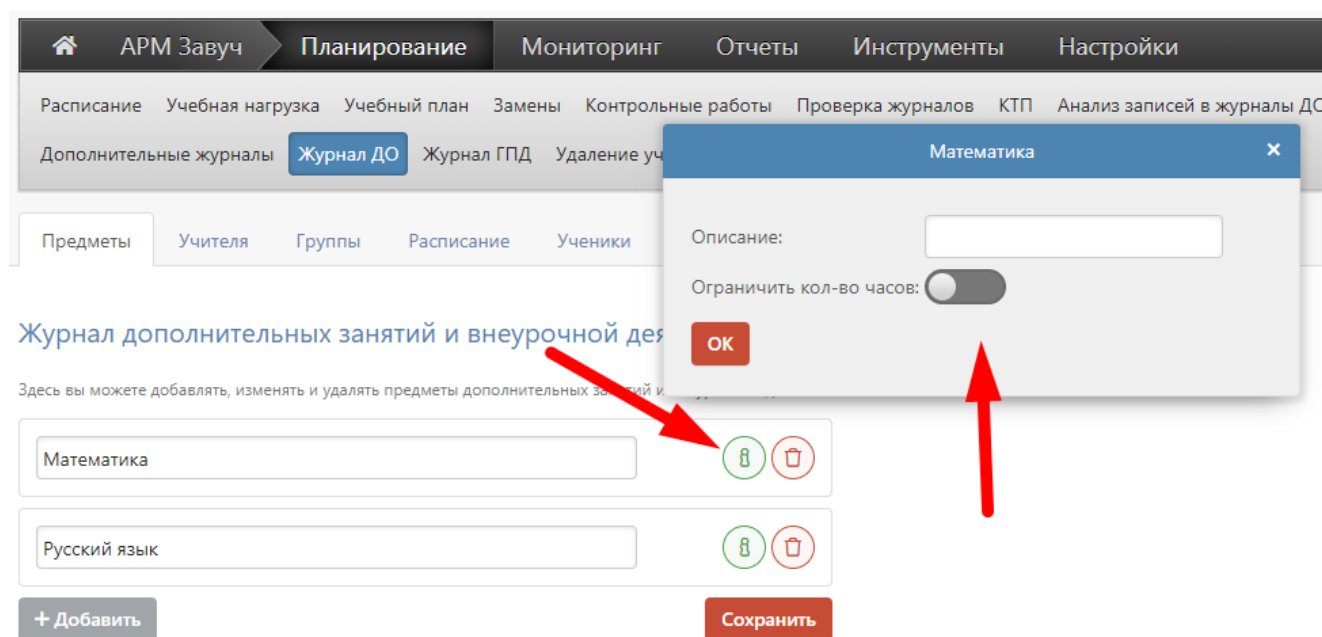 АРМ Завуч Планирование Мониторинг Отчеты Инструменты Настройки
Расписание Учебная нагрузка Учебный план Замены Контрольные работы Проверка журналов КТП Анализ записей в журналы ДО
Дополнительные журналы Журнал ДО Журнал ГПД Удаление уч
Математика ×
Описание:
Ограничить кол-во часов:
ОК
Предметы Учителя Группы Расписание Ученики
Журнал дополнительных занятий и внеурочной дея
Здесь вы можете добавлять, изменять и удалять предметы дополнительных занятий и
Математика
Русский язык
+ Добавить Сохранить